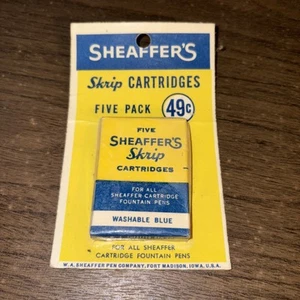 SHEAFFER'S
Skrip CARTRIDGES
FIVE PACK 49¢
FIVE
SHEAFFER'S
Skrip
CARTRIDGES
FOR ALL
SHEAFFER CARTRIDGE
FOUNTAIN PENS
WASHABLE BLUE
FOR ALL SHEAFFER
CARTRIDGE FOUNTAIN PENS
W. A. SHEAFFER PEN COMPANY, FORT MADISON, IOWA, U.S.A.